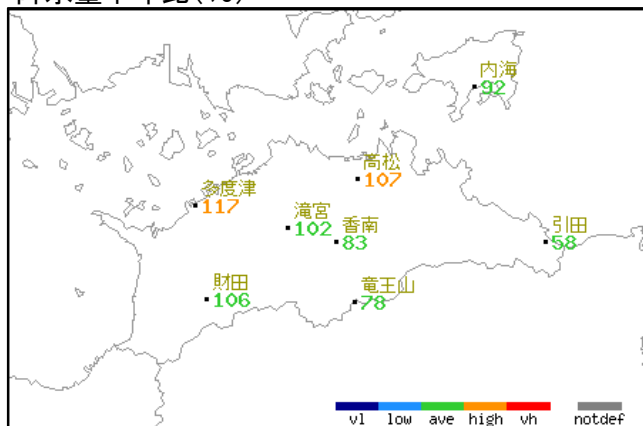 内海
92
高松
107
多度津
117
滝宮
102
香南
83
引田
58
財田
106
竜王山
78
vl low ave high vh notdef